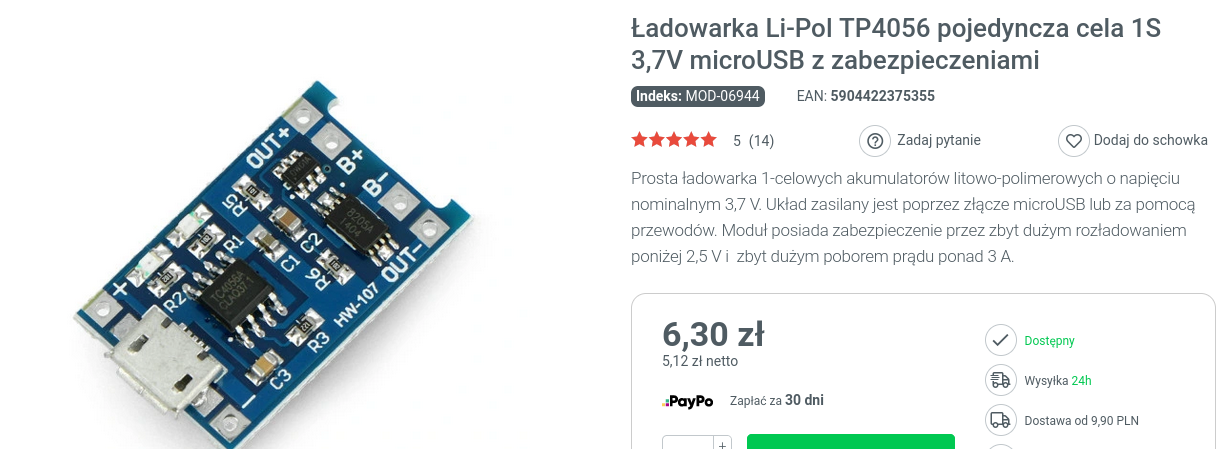 Ładowarka Li-Pol TP4056 pojedyncza cela 1S
3,7V microUSB z zabezpieczeniami
Indeks: MOD-06944
EAN: 5904422375355
5 (14)
Zadaj pytanie
Dodaj do schowka
Prosta ładowarka 1-celowych akumulatorów litowo-polimerowych o napięciu
nominalnym 3,7 V. Układ zasilany jest poprzez złącze microUSB lub za pomocą
przewodów. Moduł posiada zabezpieczenie przez zbyt dużym rozładowaniem
poniżej 2,5 V i zbyt dużym poborem prądu ponad 3 A.
6,30 zł
5,12 zł netto
PayPo
Zapłać za 30 dni
+
Dostępny
Wysyłka 24h
Dostawa od 9,90 PLN
OUT+
B+
B-
OUT-
R5
C2
R1
C1
R6
R2
+
HW-107
R3
C3
-
TC4056A
8205A